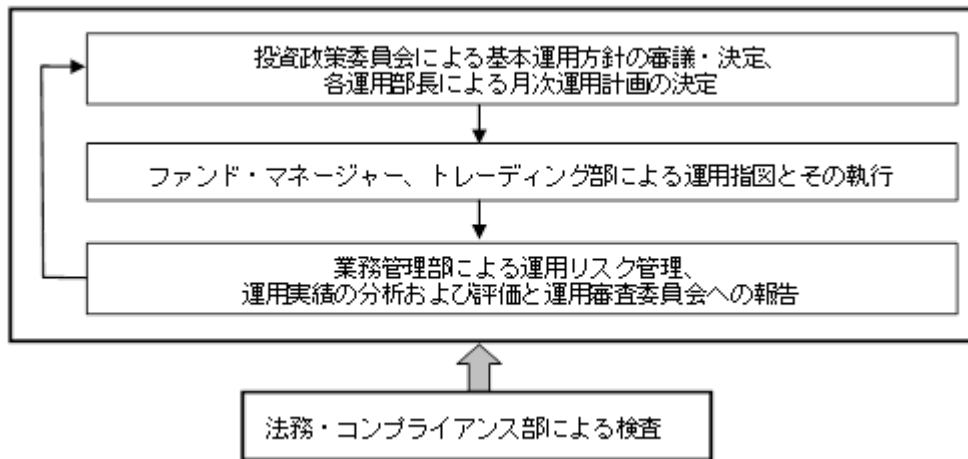 投資政策委員会による基本運用方針の審議・決定、
各運用部長による月次運用計画の決定
ファンド・マネージャー、トレーディング部による運用指図とその執行
業務管理部による運用リスク管理、
運用実績の分析および評価と運用審査委員会への報告
法務・コンプライアンス部による検査